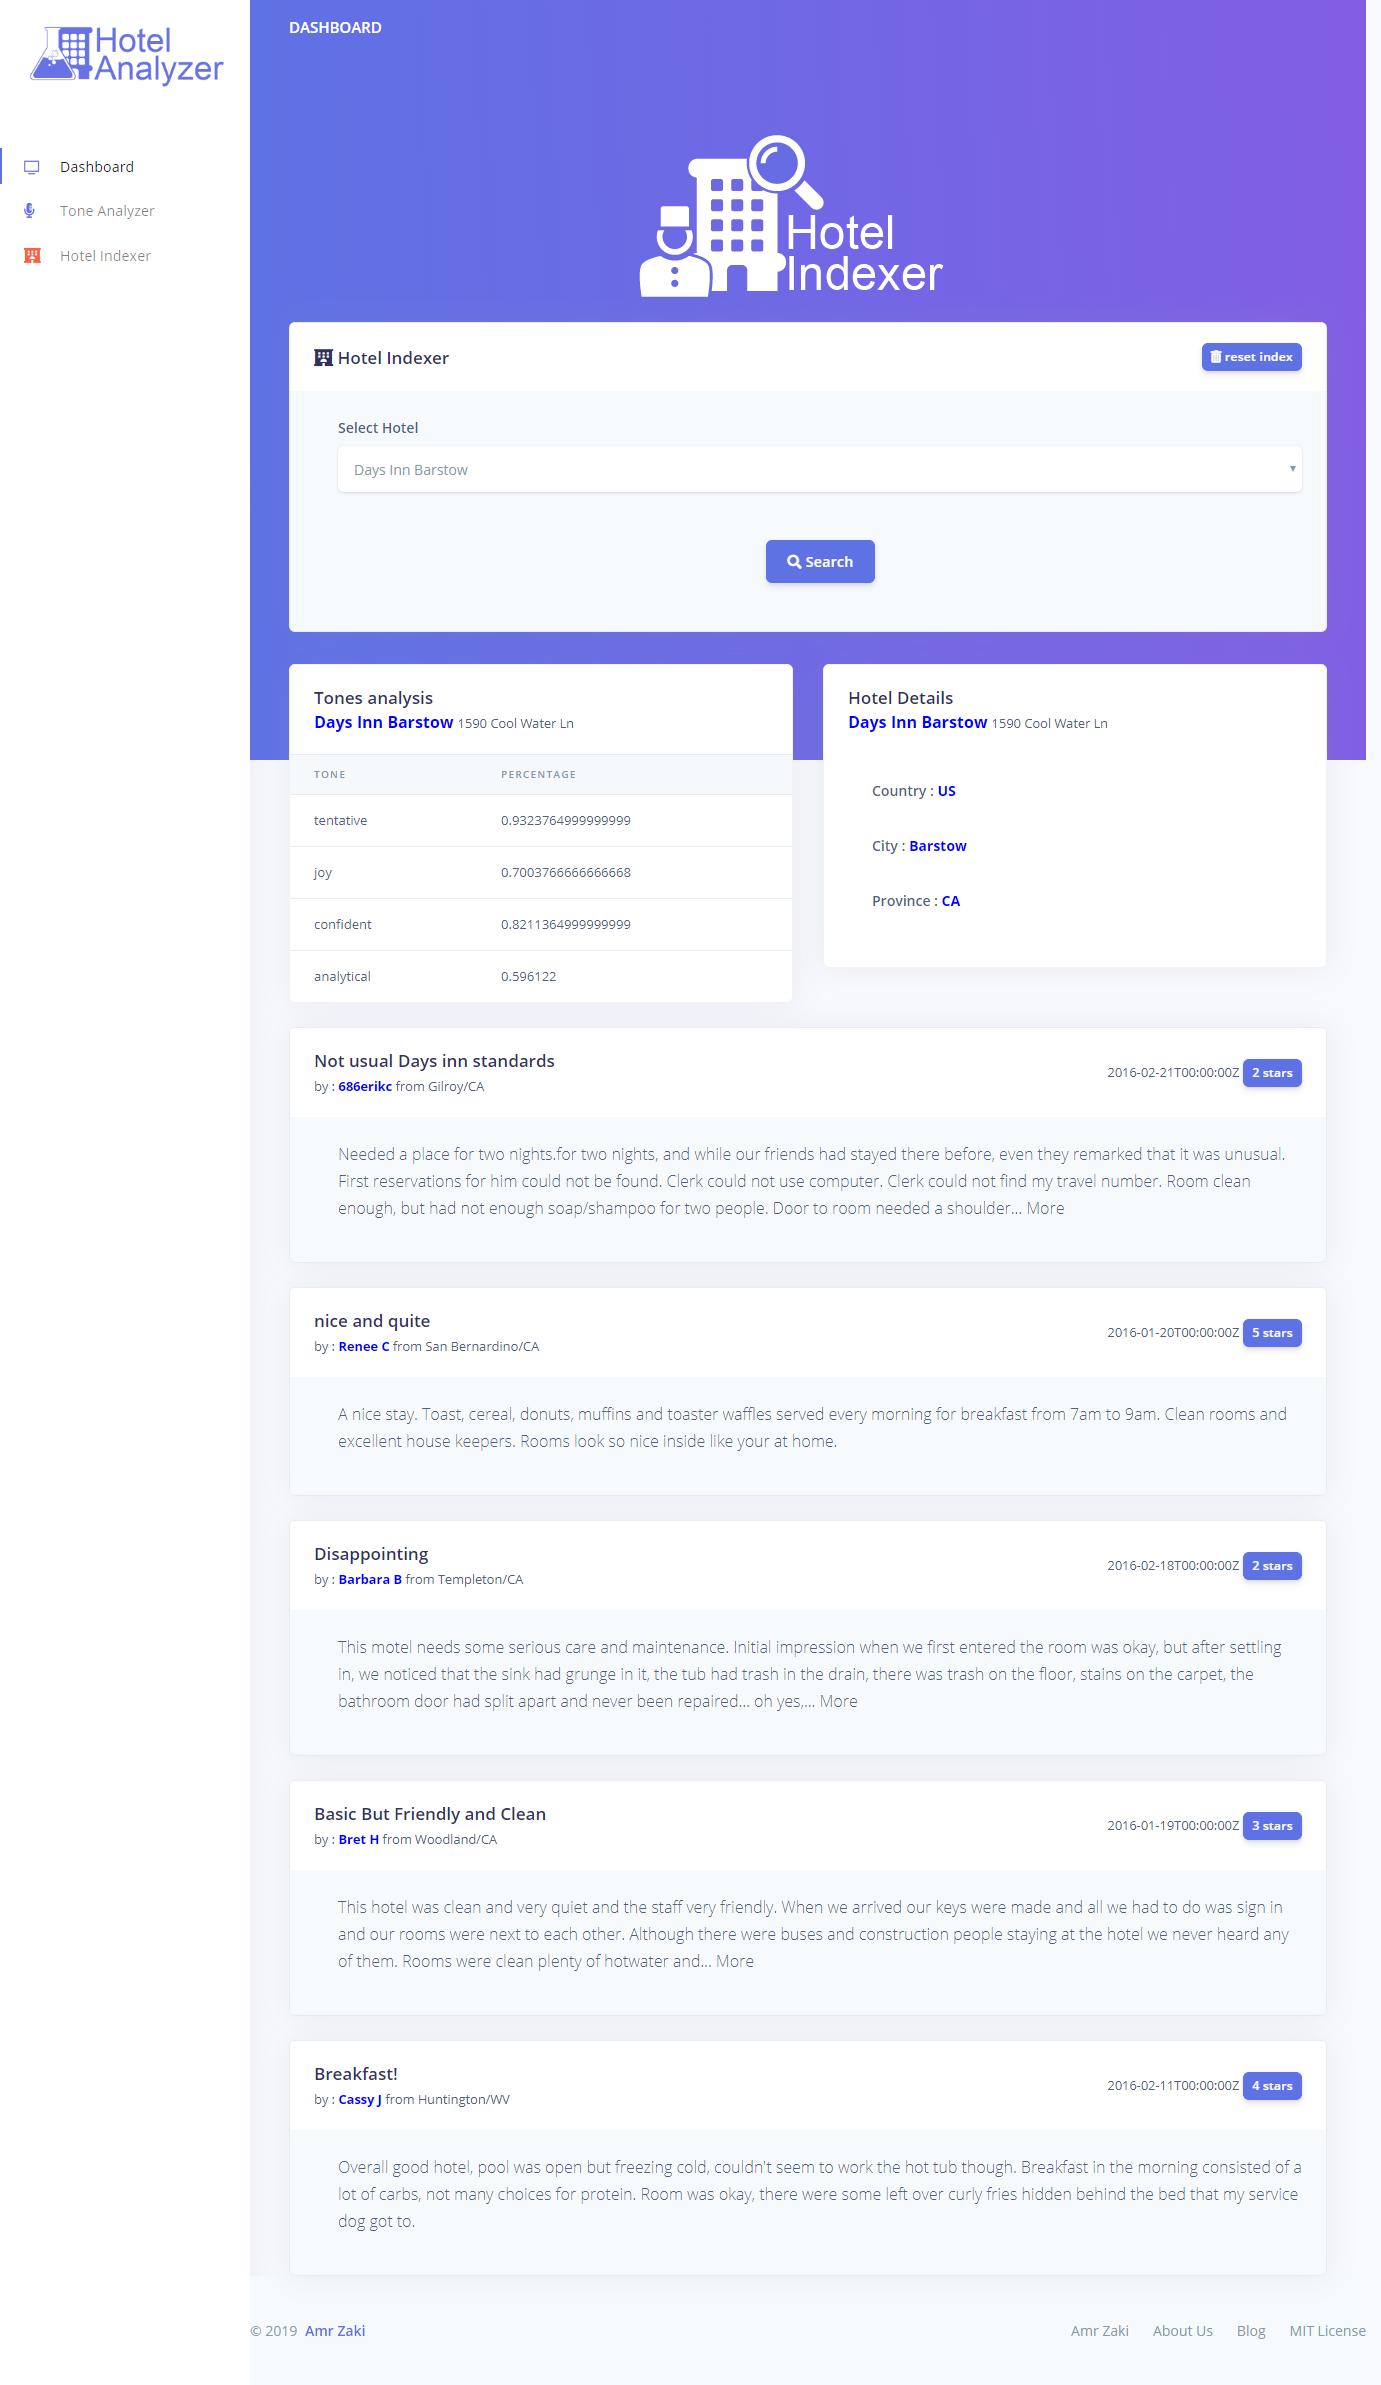 Hotel
Analyzer
Dashboard
Tone Analyzer
Hotel Indexer
DASHBOARD
Hotel
Indexer
Hotel Indexer
reset index
Select Hotel
Days Inn Barstow
Search
Tones analysis
Days Inn Barstow 1590 Cool Water Ln
TONE PERCENTAGE
tentative 0.9323764999999999
joy 0.7003766666666668
confident 0.8211364999999999
analytical 0.596122
Hotel Details
Days Inn Barstow 1590 Cool Water Ln
Country : US
City : Barstow
Province : CA
Not usual Days inn standards
by : 686erikc from Gilroy/CA
2016-02-21T00:00:00Z 2 stars
Needed a place for two nights.for two nights, and while our friends had stayed there before, even they remarked that it was unusual.
First reservations for him could not be found. Clerk could not use computer. Clerk could not find my travel number. Room clean
enough, but had not enough soap/shampoo for two people. Door to room needed a shoulder... More
nice and quite
by : Renee C from San Bernardino/CA
2016-01-20T00:00:00Z 5 stars
A nice stay. Toast, cereal, donuts, muffins and toaster waffles served every morning for breakfast from 7am to 9am. Clean rooms and
excellent house keepers. Rooms look so nice inside like your at home.
Disappointing
by : Barbara B from Templeton/CA
2016-02-18T00:00:00Z 2 stars
This motel needs some serious care and maintenance. Initial impression when we first entered the room was okay, but after settling
in, we noticed that the sink had grunge in it, the tub had trash in the drain, there was trash on the floor, stains on the carpet, the
bathroom door had split apart and never been repaired... oh yes,... More
Basic But Friendly and Clean
by : Bret H from Woodland/CA
2016-01-19T00:00:00Z 3 stars
This hotel was clean and very quiet and the staff very friendly. When we arrived our keys were made and all we had to do was sign in
and our rooms were next to each other. Although there were buses and construction people staying at the hotel we never heard any
of them. Rooms were clean plenty of hotwater and... More
Breakfast!
by : Cassy J from Huntington/WV
2016-02-11T00:00:00Z 4 stars
Overall good hotel, pool was open but freezing cold, couldn't seem to work the hot tub though. Breakfast in the morning consisted of a
lot of carbs, not many choices for protein. Room was okay, there were some left over curly fries hidden behind the bed that my service
dog got to.
© 2019 Amr Zaki
Amr Zaki About Us Blog MIT License